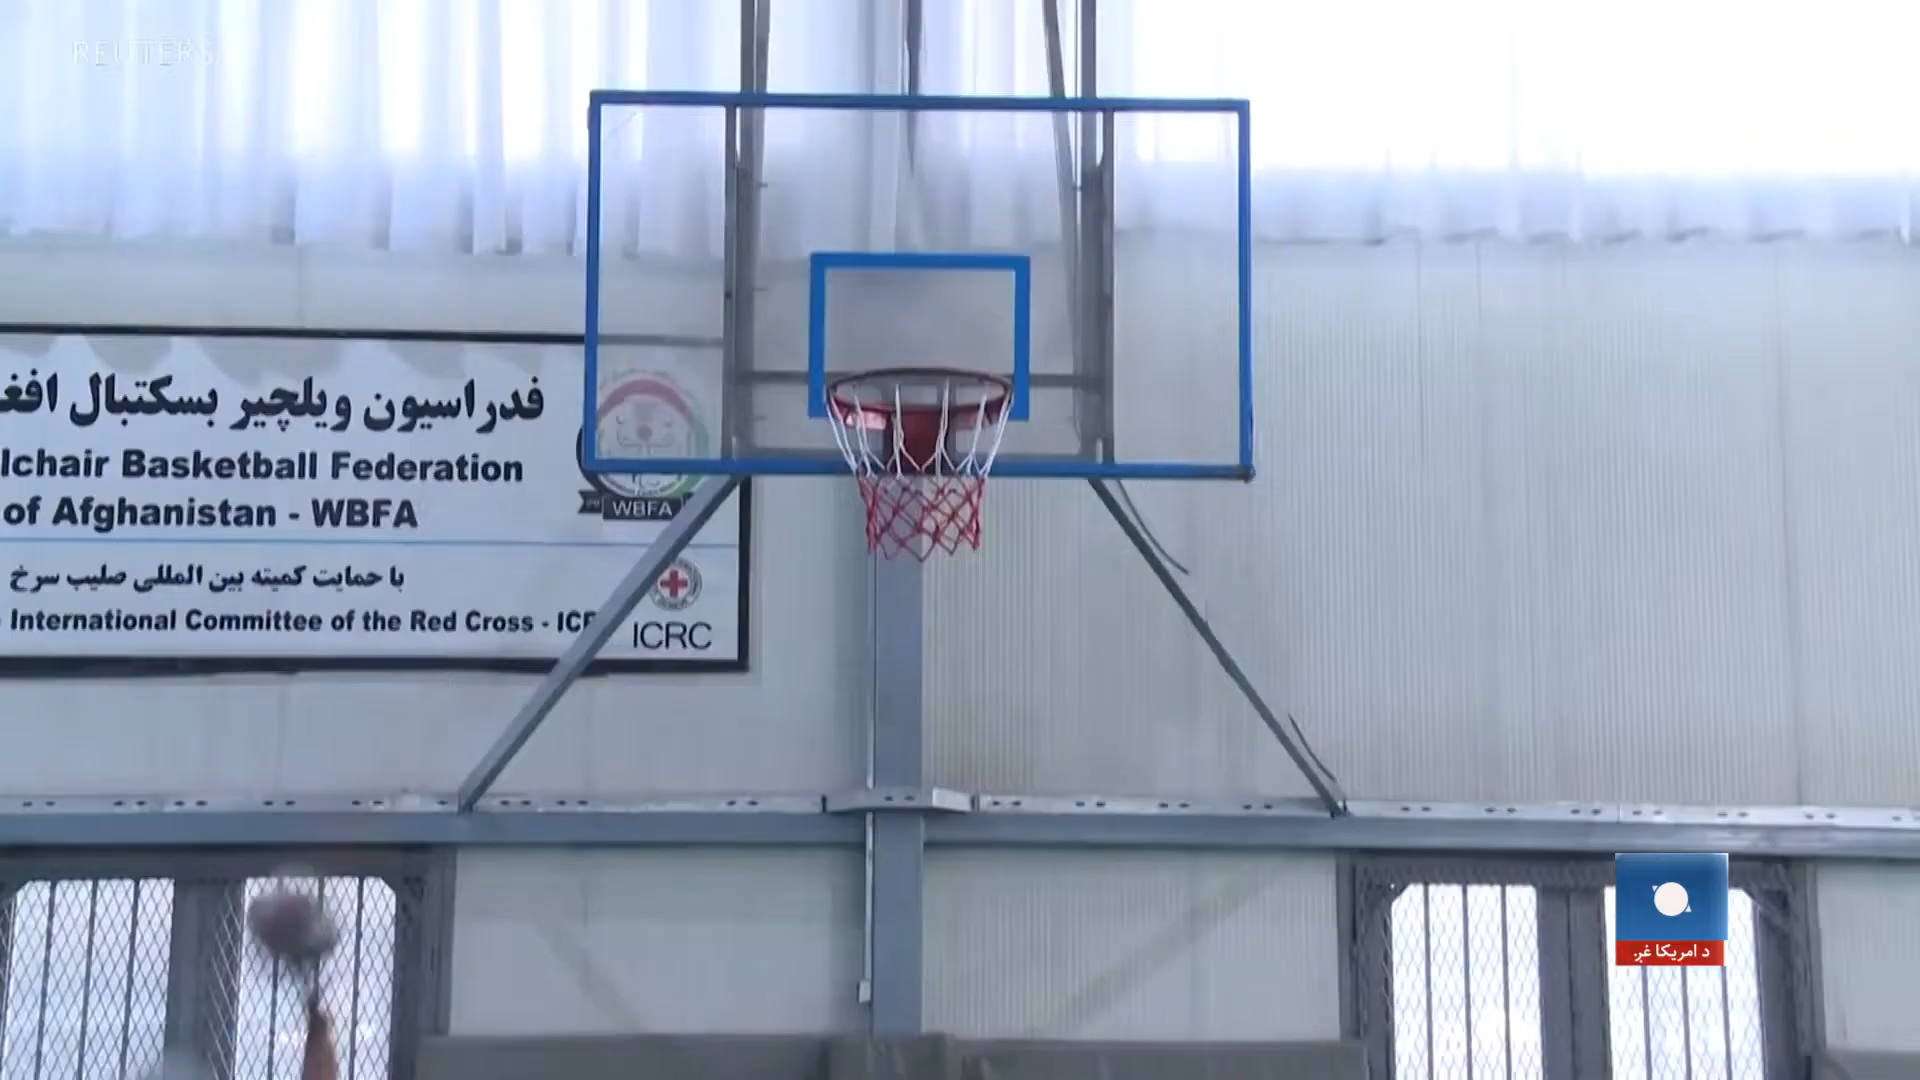 REUTERS
فدراسیون ویلچیر بسکتبال افغ
lchair Basketball Federation
of Afghanistan - WBFA
WBFA
با حمایت کمیته بین المللی صلیب سرخ
International Committee of the Red Cross - ICR
ICRC
د امریکا غږ